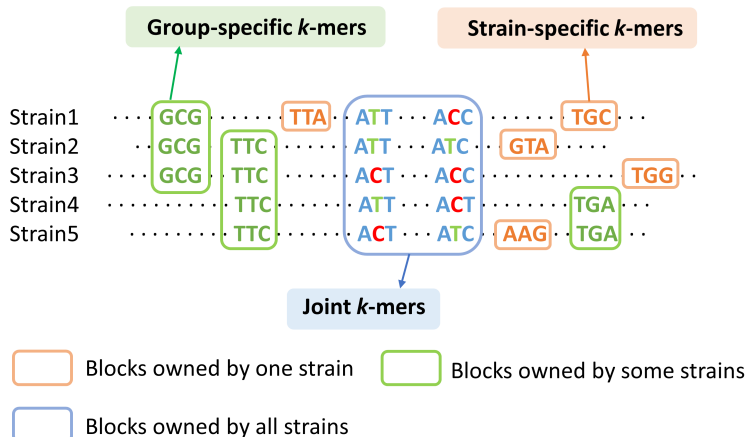 Group-specific k-mers
Strain-specific k-mers
Strain1 ···· GCG ······· TTA ·· ATT ··· ACC ······· TGC ···
Strain2 ·· GCG ·· TTC ······ ATT ··· ATC ·· GTA ·····
Strain3 ···· GCG ·· TTC ····· ACT ··· ACC ············ TGG ··
Strain4 ·········· TTC ······ ATT ··· ACT ········ TGA ···
Strain5 ········ TTC ······ ACT ··· ATC ·· AAG ·· TGA ··
Joint k-mers
Blocks owned by one strain
Blocks owned by some strains
Blocks owned by all strains